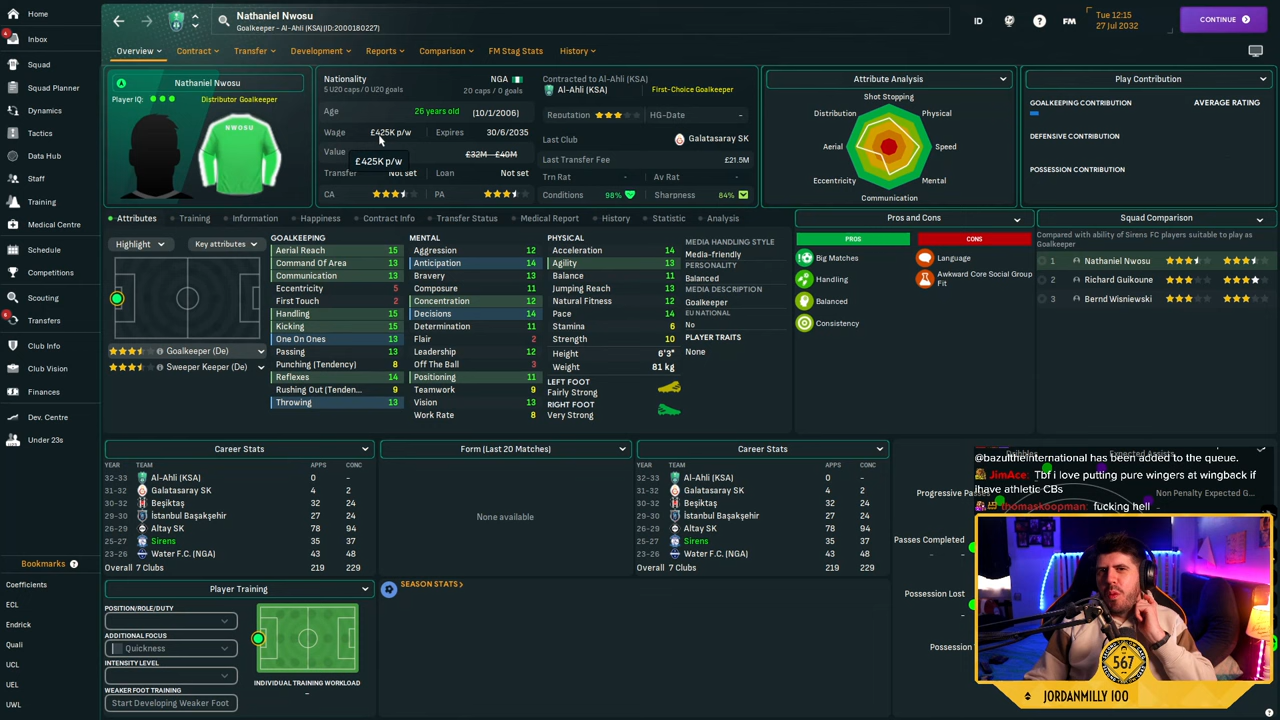 Home
Nathaniel Nwosu
Goalkeeper - Al-Ahli (KSA) (ID:2000180227)
ID
FM
Tue 12:15
27 Jul 2032
CONTINUE
Inbox
Overview
Contract
Transfer
Development
Reports
Comparison
FM Stag Stats
History
Squad
Squad Planner
Dynamics
Tactics
Data Hub
Staff
Training
Medical Centre
Schedule
Competitions
Scouting
Transfers
Club Info
Club Vision
Finances
Dev. Centre
Under 23s
Bookmarks
Coefficients
ECL
Endrick
Quali
UCL
UEL
UWL
Nathaniel Nwosu
Player IQ:
Distributor Goalkeeper
NWOSU
Nationality NGA
5 U20 caps / 0 U20 goals 20 caps / 0 goals
Age 26 years old (10/1/2006)
Wage £425K p/w Expires 30/6/2035
Value £32M - £40M
£425K p/w
Transfer Not set Loan Not set
CA PA
Contracted to Al-Ahli (KSA)
Al-Ahli (KSA) First-Choice Goalkeeper
Reputation HG-Date -
Last Club Galatasaray SK
Last Transfer Fee £21.5M
Trn Rat - Av Rat -
Conditions 98% Sharpness 84%
Attribute Analysis
Shot Stopping
Distribution Physical
Aerial Speed
Eccentricity Mental
Communication
Play Contribution
GOALKEEPING CONTRIBUTION AVERAGE RATING
DEFENSIVE CONTRIBUTION
POSSESSION CONTRIBUTION
Attributes
Training
Information
Happiness
Contract Info
Transfer Status
Medical Report
History
Statistic
Analysis
Highlight
Key attributes
Goalkeeper (De)
Sweeper Keeper (De)
GOALKEEPING
Aerial Reach 15
Command Of Area 13
Communication 13
Eccentricity 5
First Touch 2
Handling 15
Kicking 15
One On Ones 13
Passing 13
Punching (Tendency) 8
Reflexes 14
Rushing Out (Tenden... 9
Throwing 13
MENTAL
Aggression 12
Anticipation 14
Bravery 13
Composure 11
Concentration 12
Decisions 14
Determination 11
Flair 2
Leadership 12
Off The Ball 3
Positioning 11
Teamwork 9
Vision 13
Work Rate 8
PHYSICAL
Acceleration 14
Agility 13
Balance 11
Jumping Reach 13
Natural Fitness 12
Pace 14
Stamina 6
Strength 10
Height 6'3"
Weight 81 kg
LEFT FOOT
Fairly Strong
RIGHT FOOT
Very Strong
MEDIA HANDLING STYLE
Media-friendly
PERSONALITY
Balanced
MEDIA DESCRIPTION
Goalkeeper
EU NATIONAL
No
PLAYER TRAITS
None
Pros and Cons
PROS
CONS
Big Matches
Handling
Balanced
Consistency
Language
Awkward Core Social Group
Fit
Squad Comparison
Compared with ability of Sirens FC players suitable to play as
Goalkeeper
1 Nathaniel Nwosu
2 Richard Guikoune
3 Bernd Wisniewski
Career Stats
YEAR TEAM APPS CONC
32-33 Al-Ahli (KSA) 0 -
31-32 Galatasaray SK 4 2
30-32 Beşiktaş 32 24
29-30 İstanbul Başakşehir 27 24
26-29 Altay SK 78 94
25-27 Sirens 35 37
23-26 Water F.C. (NGA) 43 48
Overall 7 Clubs 219 229
Form (Last 20 Matches)
None available
Career Stats
YEAR TEAM APPS CONC
32-33 Al-Ahli (KSA) 0 -
31-32 Galatasaray SK 4 2
30-32 Beşiktaş 32 24
29-30 İstanbul Başakşehir 27 24
26-29 Altay SK 78 94
25-27 Sirens 35 37
23-26 Water F.C. (NGA) 43 48
Overall 7 Clubs 219 229
Player Training
POSITION/ROLE/DUTY
ADDITIONAL FOCUS
Quickness
INTENSITY LEVEL
WEAKER FOOT TRAINING
Start Developing Weaker Foot
INDIVIDUAL TRAINING WORKLOAD
-
SEASON STATS>
Dribbles
Expected Assists
Progressive Passes
Non Penalty Expected G...
Passes Completed
Possession Lost
Possession
@bazultheinternational has been added to the queue.
JimAce: Tbf i love putting pure wingers at wingback if
ihave athletic CBs
thomaskoopman: fucking hell
567
JORDANMILLY 100